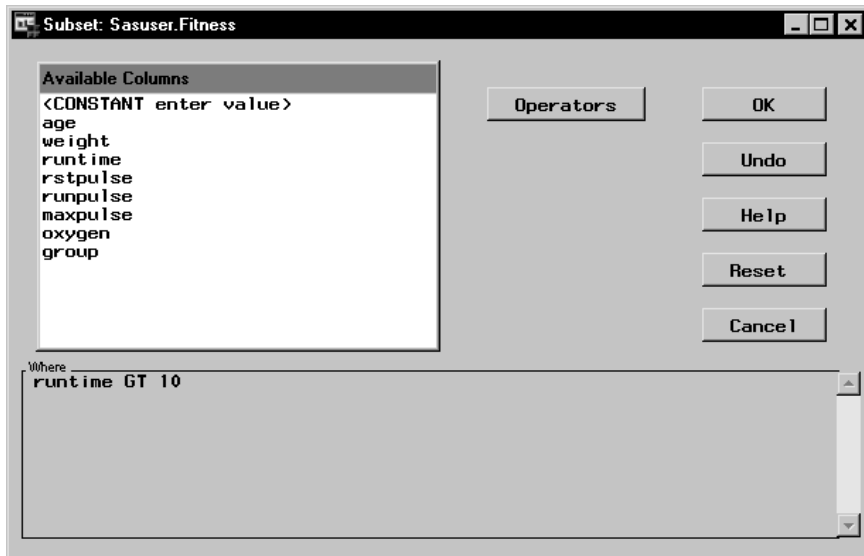 Subset: Sasuser.Fitness
Available Columns
<CONSTANT enter value>
age
weight
runtime
rstpulse
runpulse
maxpulse
oxygen
group
Operators
OK
Undo
Help
Reset
Cancel
Where
runtime GT 10